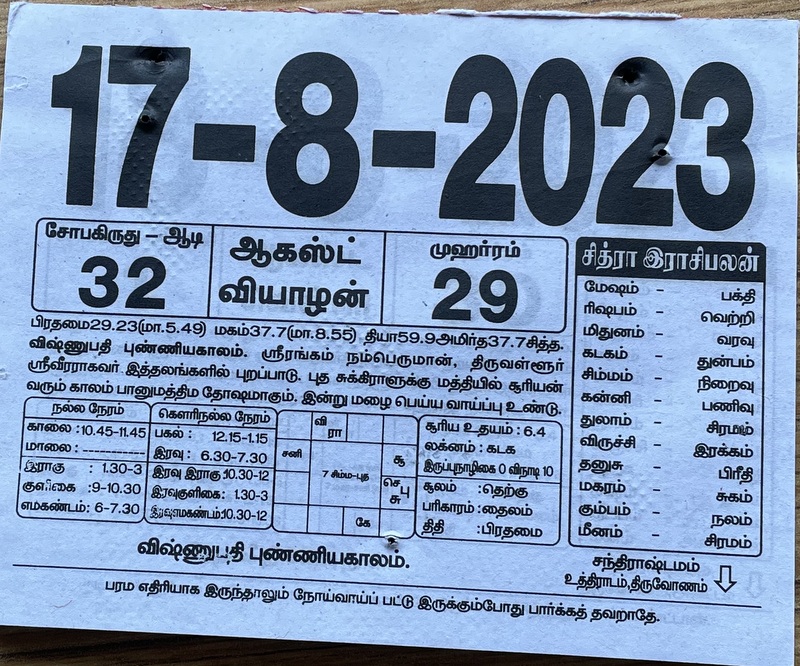 17-8-2023
சோபகிருது - ஆடி
32
ஆகஸ்ட்
வியாழன்
முஹர்ரம்
29
பிரதமை29.23(மா.5.49) மகம்37.7(மா.8.55) தியா59.9அமிர்த37.7சித்த.
விஷ்ணுபதி புண்ணியகாலம். ஸ்ரீரங்கம் நம்பெருமான், திருவள்ளூர்
ஸ்ரீவீரராகவர் இத்தலங்களில் புறப்பாடு. புத சுக்கிராளுக்கு மத்தியில் சூரியன்
வரும் காலம் பானுமத்திம தோஷமாகும். இன்று மழை பெய்ய வாய்ப்பு உண்டு.
நல்ல நேரம்
காலை : 10.45-11.45
மாலை : -----------
இராகு : 1.30-3
குளிகை : 9-10.30
எமகண்டம் : 6-7.30
கௌரிநல்ல நேரம்
பகல் : 12.15-1.15
இரவு : 6.30-7.30
இரவு இராகு :10.30-12
இரவுகுளிகை : 1.30-3
இரவுஎமகண்டம்:10.30-12
வி
ரா
சனி
7 சிம்ம-புத
சூ
செ பு
சு
கே
சூரிய உதயம் : 6.4
லக்னம் : கடக
இருப்புநாழிகை 0 விநாடி 10
சூலம் : தெற்கு
பரிகாரம் : தைலம்
திதி : பிரதமை
சித்ரா இராசிபலன்
மேஷம் - பக்தி
ரிஷபம் - வெற்றி
மிதுனம் - வரவு
கடகம் - துன்பம்
சிம்மம் - நிறைவு
கன்னி - பணிவு
துலாம் - சிரமம்
விருச்சி - இரக்கம்
தனுசு - பிரீதி
மகரம் - சுகம்
கும்பம் - நலம்
மீனம் - சிரமம்
சந்திராஷ்டமம்
உத்திராடம்,திருவோணம்
விஷ்ணுபதி புண்ணியகாலம்.
பரம எதிரியாக இருந்தாலும் நோய்வாய்ப் பட்டு இருக்கும்போது பார்க்கத் தவறாதே.